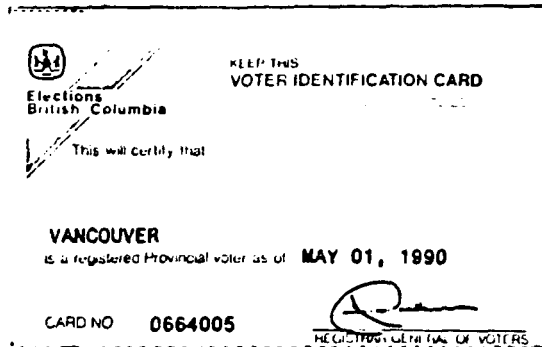 KEEP THIS
VOTER IDENTIFICATION CARD
Elections
British Columbia
This will certify that
VANCOUVER
is a registered Provincial voter as of MAY 01, 1990
CARD NO 0664005
REGISTRAR GENERAL OF VOTERS